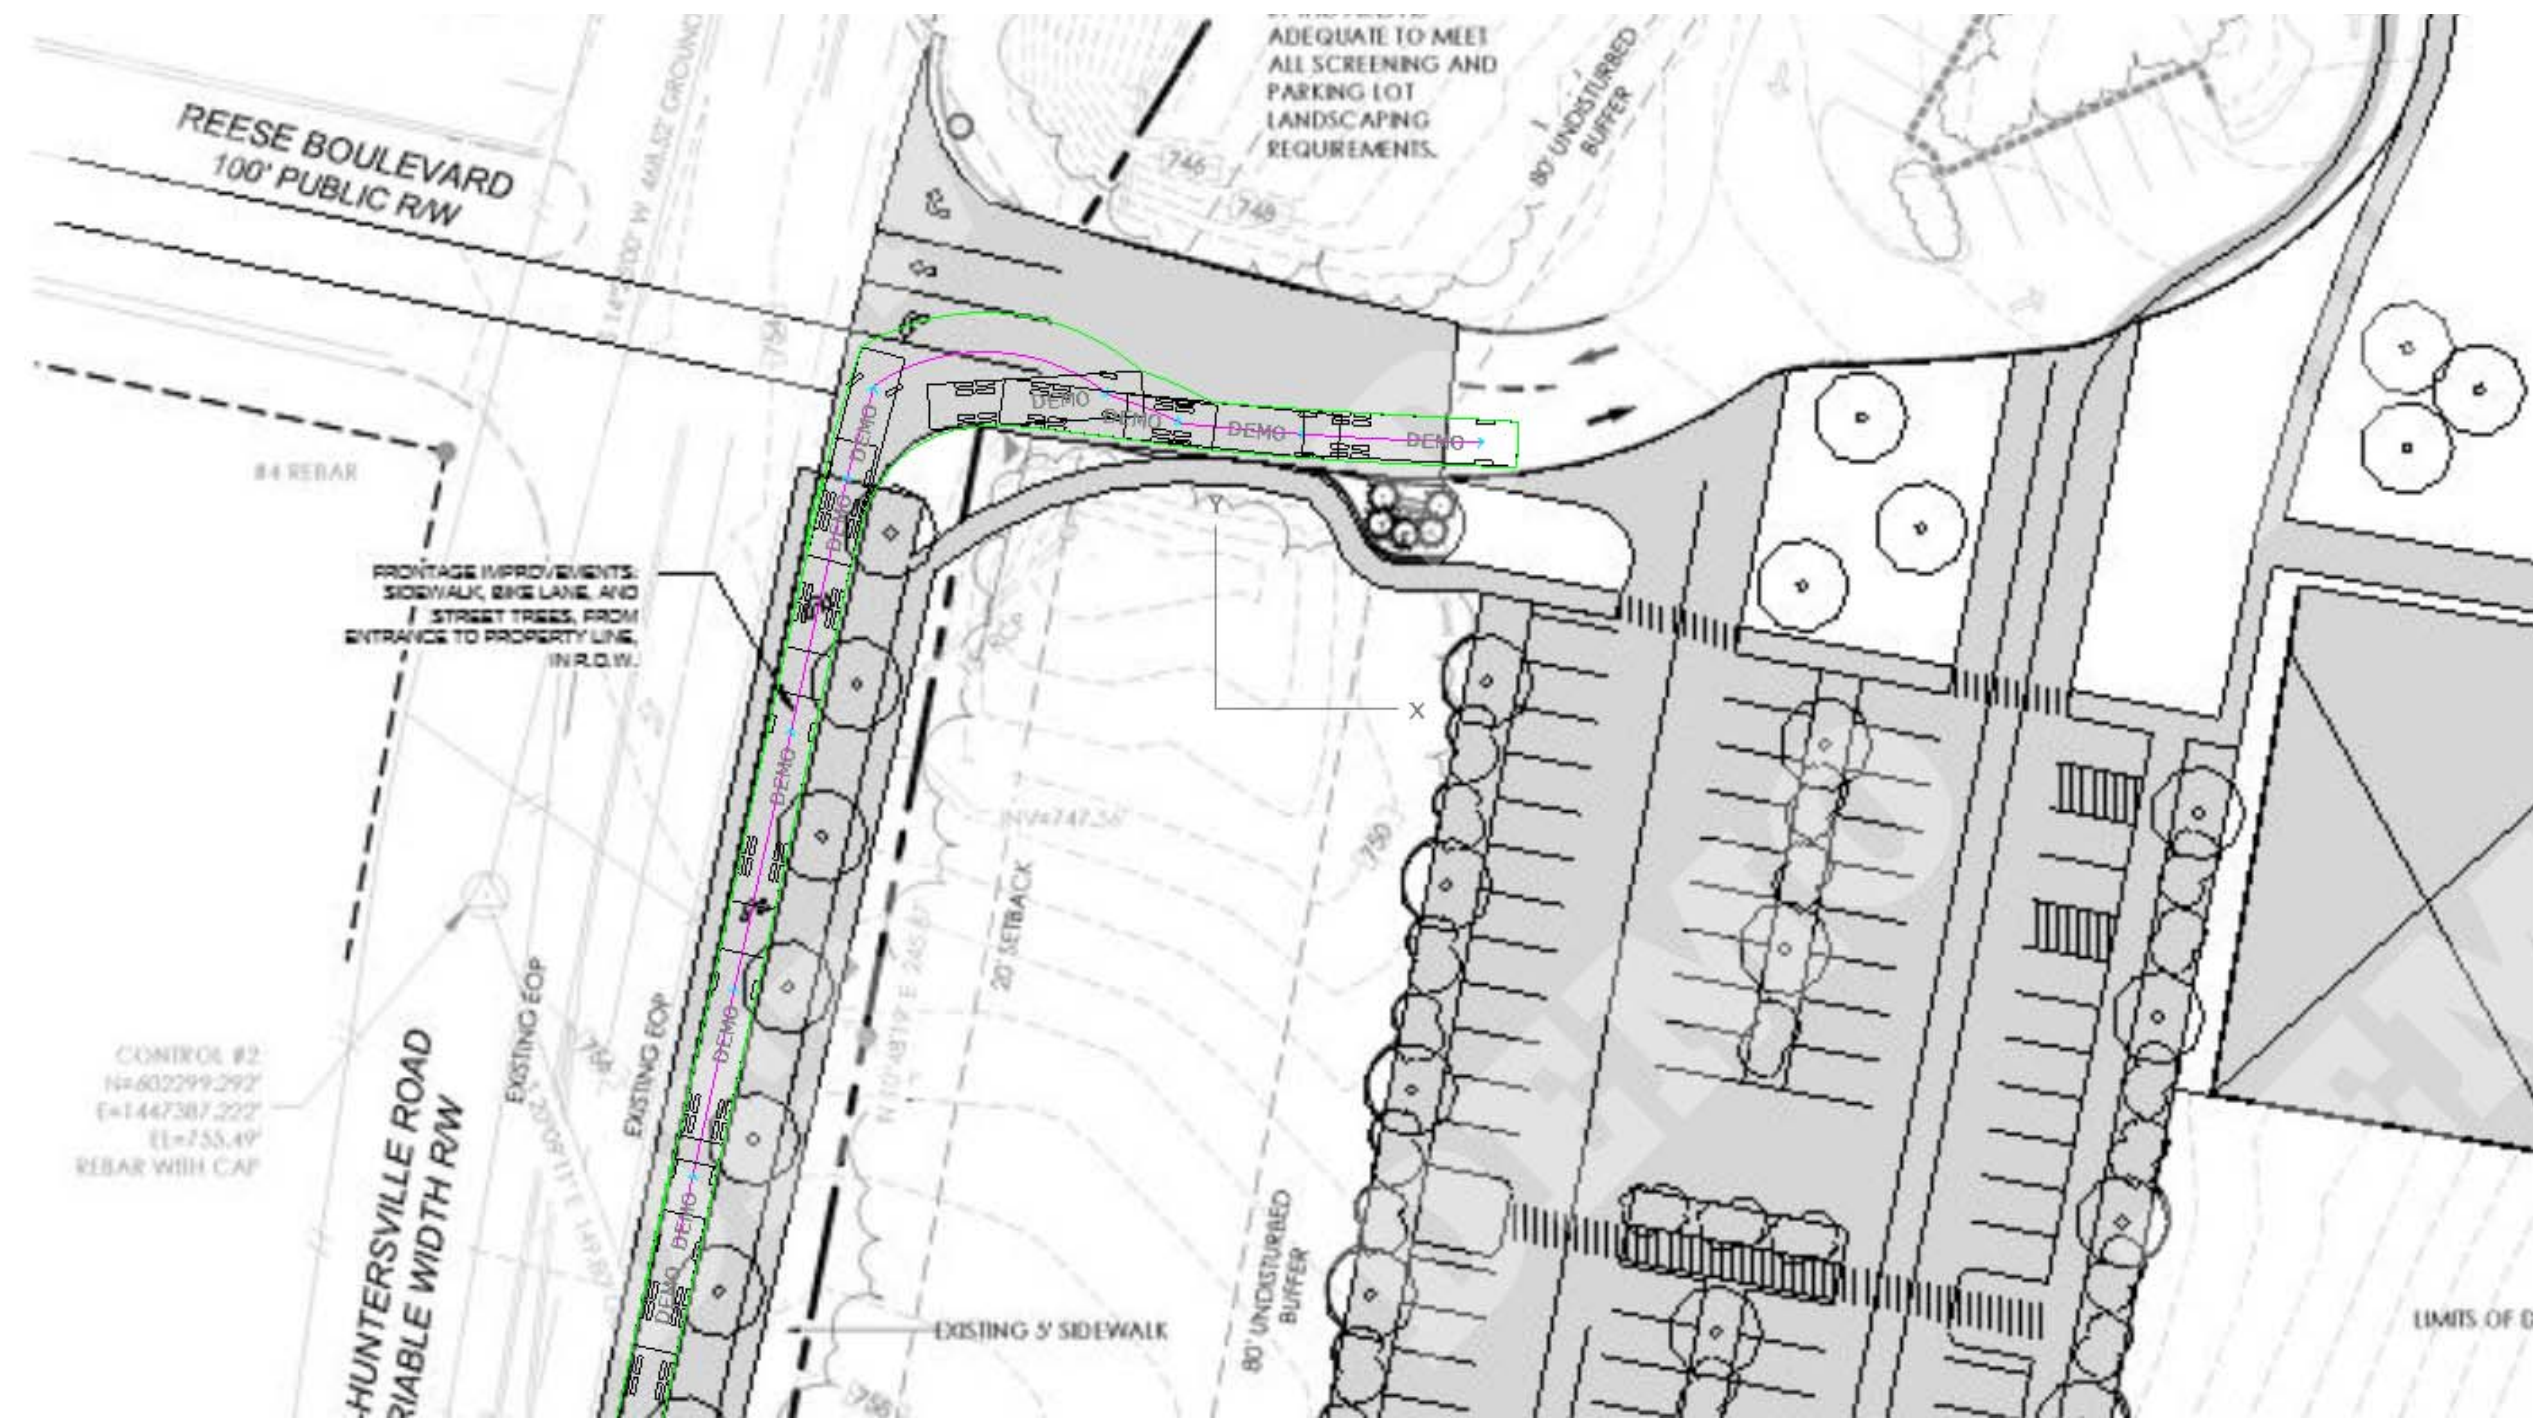 ADEQUATE TO MEET
ALL SCREENING AND
PARKING LOT
LANDSCAPING
REQUIREMENTS.
80' UNDISTURBED
BUFFER
REESE BOULEVARD
100' PUBLIC R/W
746
748
754
#4 REBAR
DEMO
DEMO
DEMO
DEMO
DEMO
DEMO
FRONTAGE IMPROVEMENTS:
SIDEWALK, BIKE LANE, AND
STREET TREES, FROM
ENTRANCE TO PROPERTY LINE,
IN R.O.W.
Y
X
DEMO
INV=747.56'
750
20' SETBACK
EXISTING EOP
EXISTING EOP
DEMO
CONTROL #2
N=602299.292'
E=1447387.222'
EL=755.49'
REBAR WITH CAP
-HUNTERSVILLE ROAD
RIABLE WIDTH R/W
DEMO
DEMO
80' UNDISTURBED
BUFFER
EXISTING 5' SIDEWALK
LIMITS OF